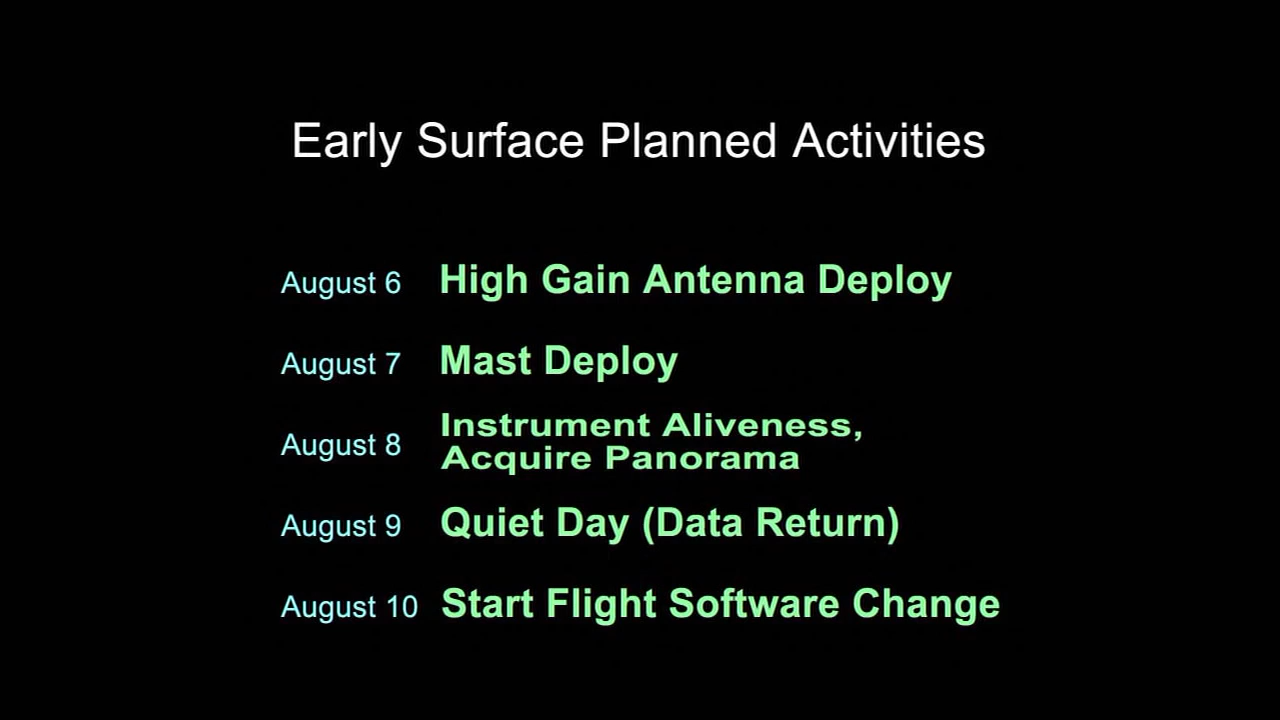 Early Surface Planned Activities
August 6 High Gain Antenna Deploy
August 7 Mast Deploy
August 8 Instrument Aliveness,
Acquire Panorama
August 9 Quiet Day (Data Return)
August 10 Start Flight Software Change